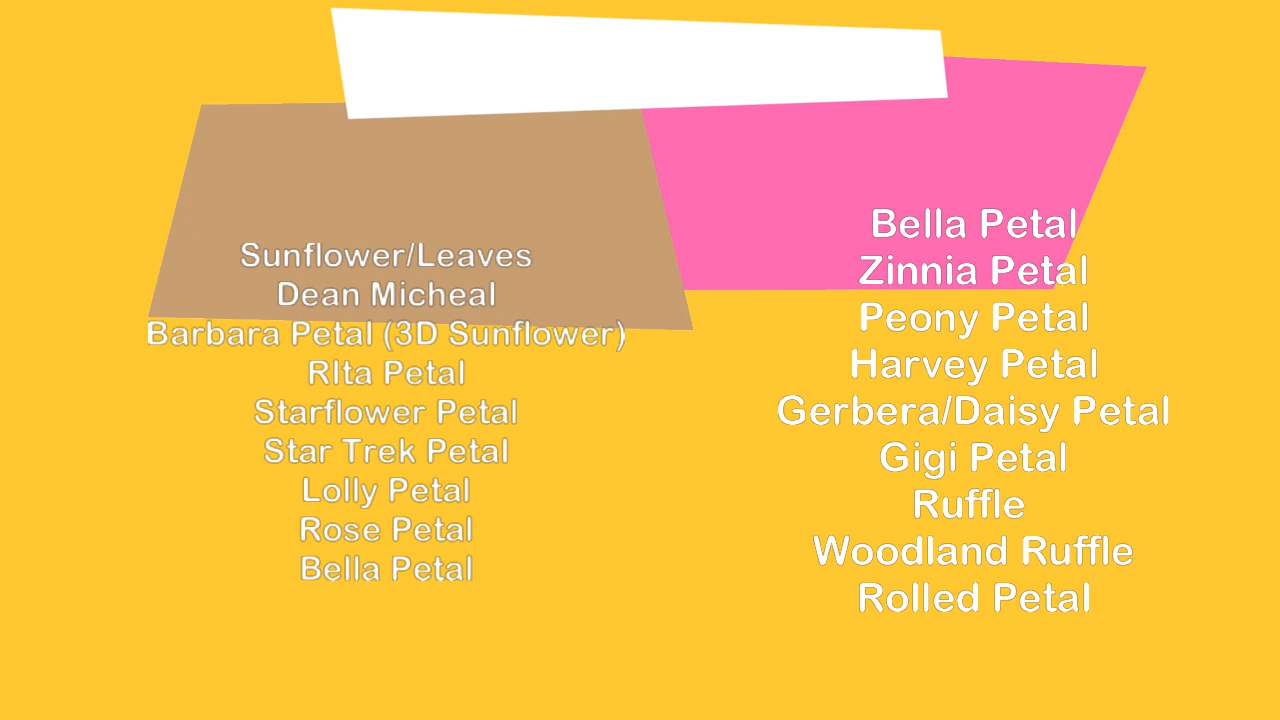 Sunflower/Leaves
Dean Micheal
Barbara Petal (3D Sunflower)
RIta Petal
Starflower Petal
Star Trek Petal
Lolly Petal
Rose Petal
Bella Petal
Bella Petal
Zinnia Petal
Peony Petal
Harvey Petal
Gerbera/Daisy Petal
Gigi Petal
Ruffle
Woodland Ruffle
Rolled Petal